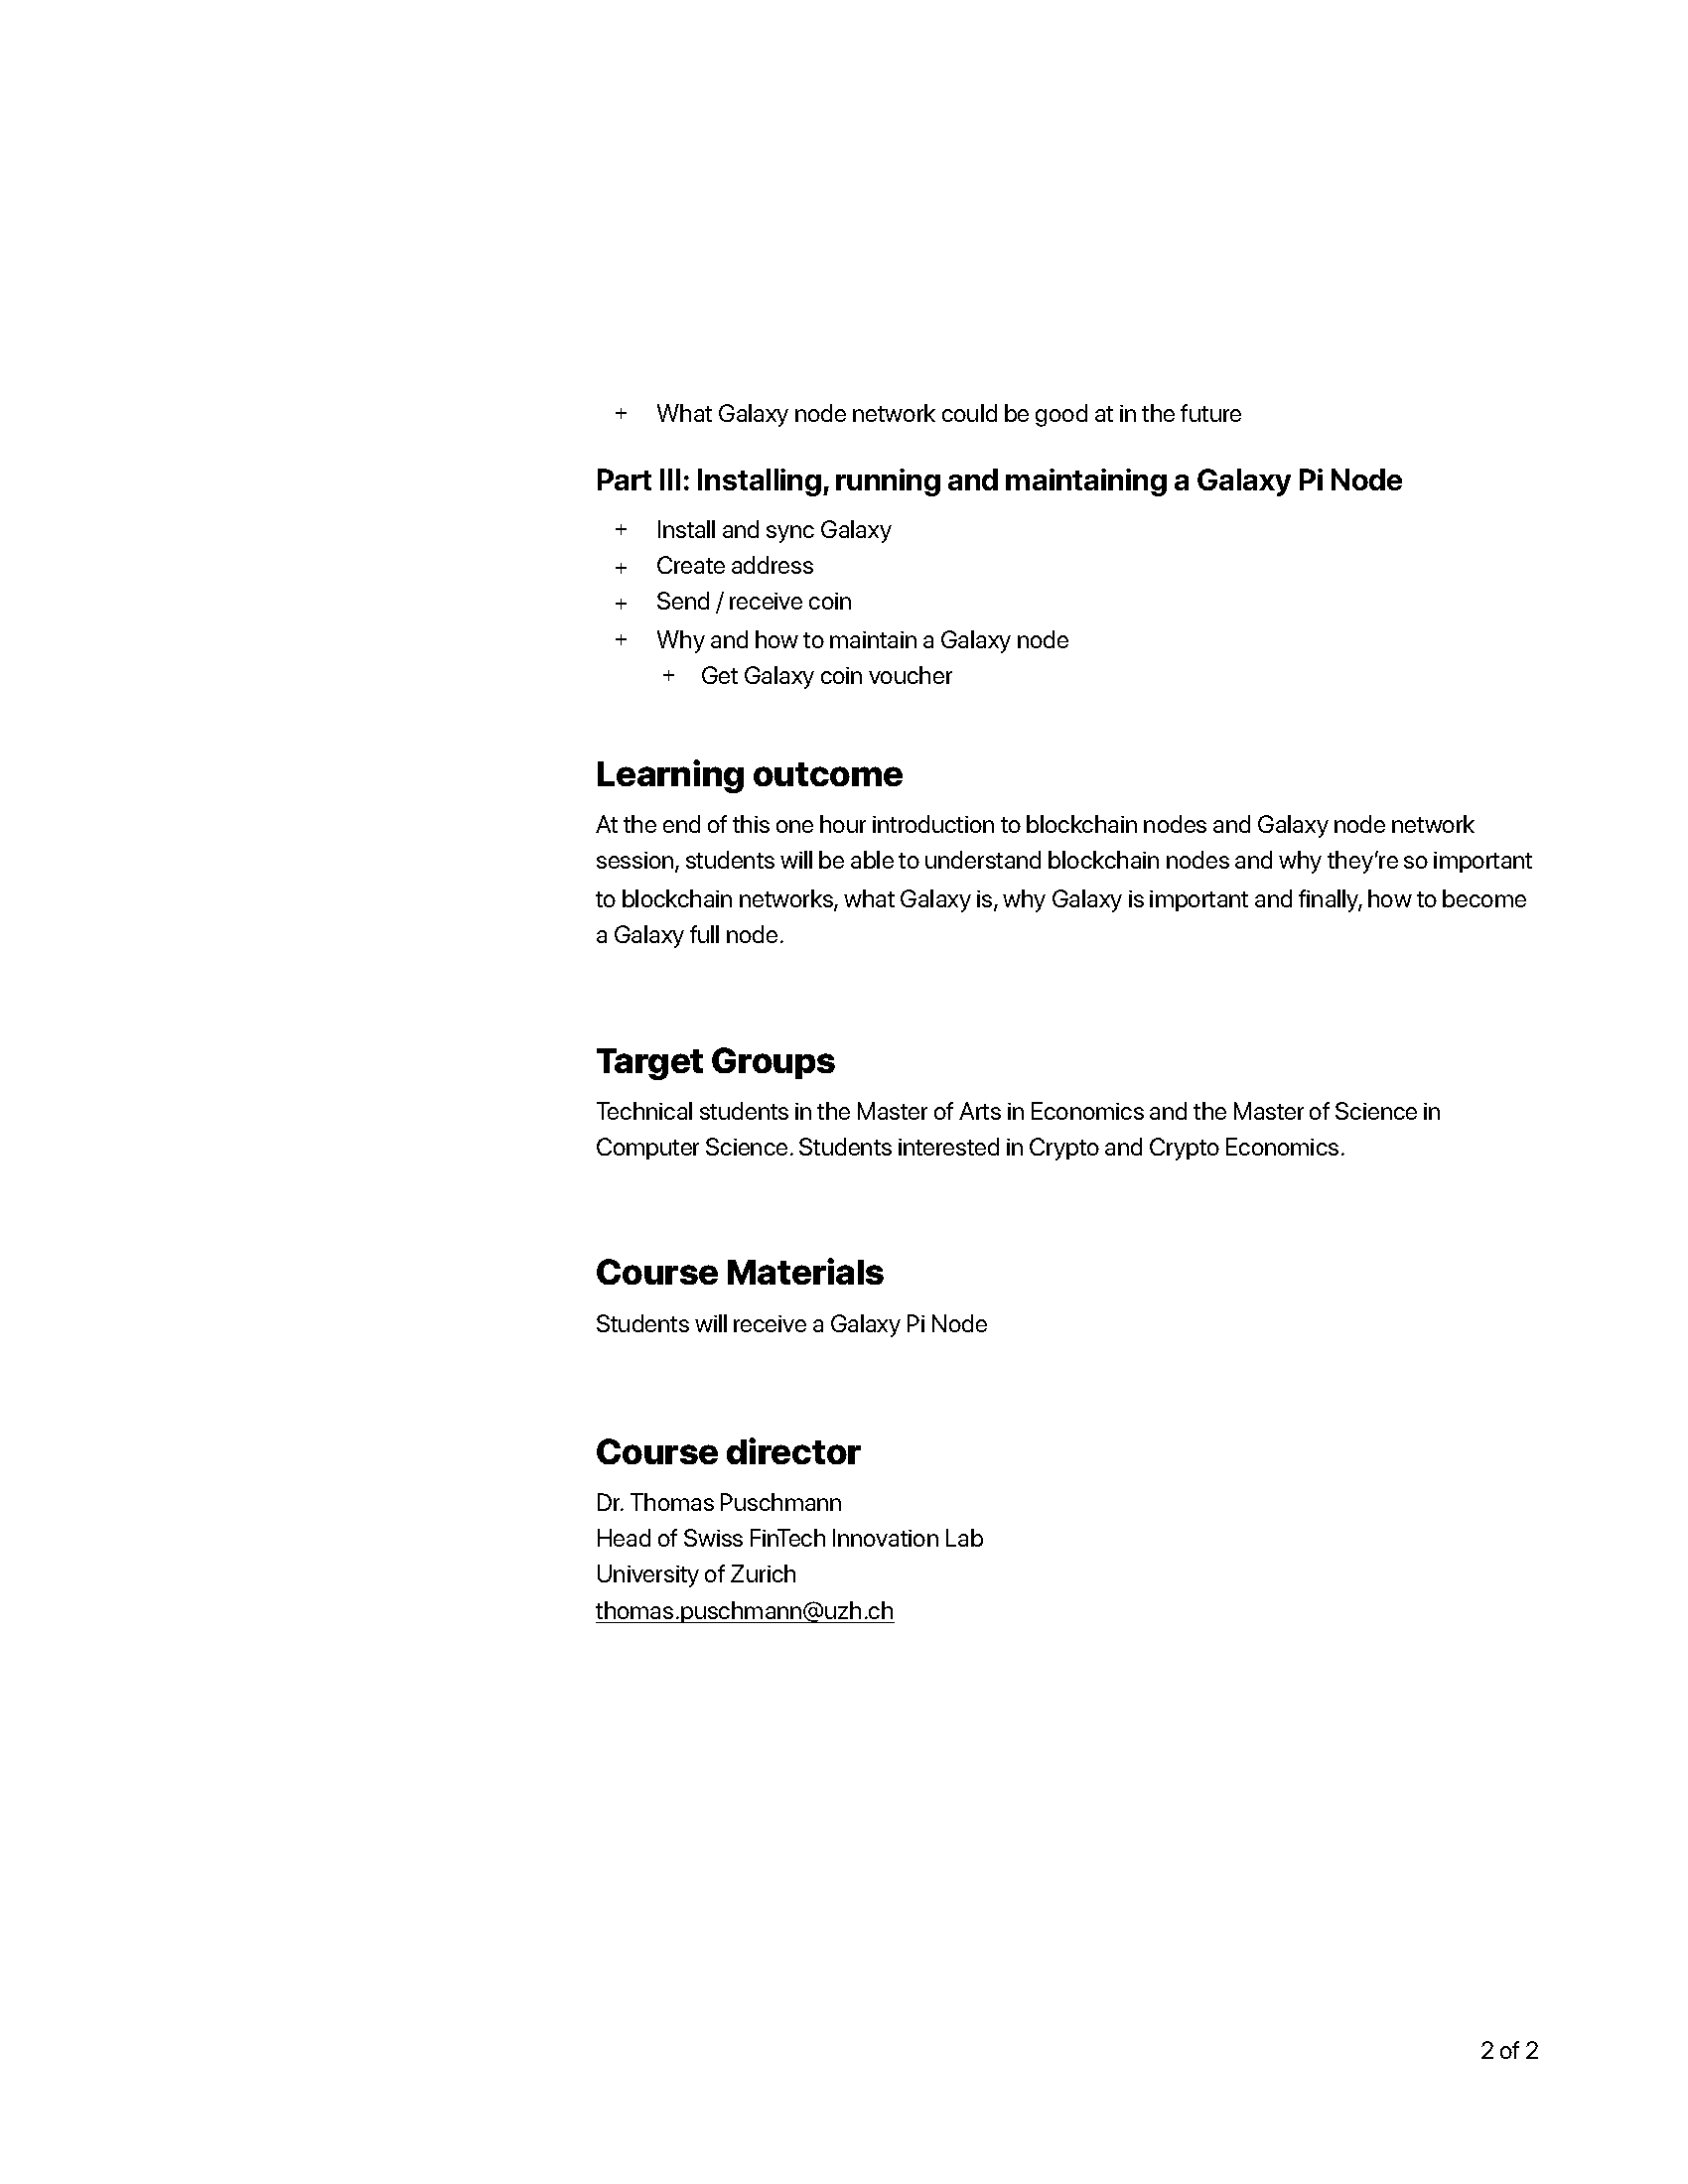 + What Galaxy node network could be good at in the future
Part III: Installing, running and maintaining a Galaxy Pi Node
+ Install and sync Galaxy
+ Create address
+ Send / receive coin
+ Why and how to maintain a Galaxy node
+ Get Galaxy coin voucher
Learning outcome
At the end of this one hour introduction to blockchain nodes and Galaxy node network
session, students will be able to understand blockchain nodes and why they’re so important
to blockchain networks, what Galaxy is, why Galaxy is important and finally, how to become
a Galaxy full node.
Target Groups
Technical students in the Master of Arts in Economics and the Master of Science in
Computer Science. Students interested in Crypto and Crypto Economics.
Course Materials
Students will receive a Galaxy Pi Node
Course director
Dr. Thomas Puschmann
Head of Swiss FinTech Innovation Lab
University of Zurich
thomas.puschmann@uzh.ch
2 of 2